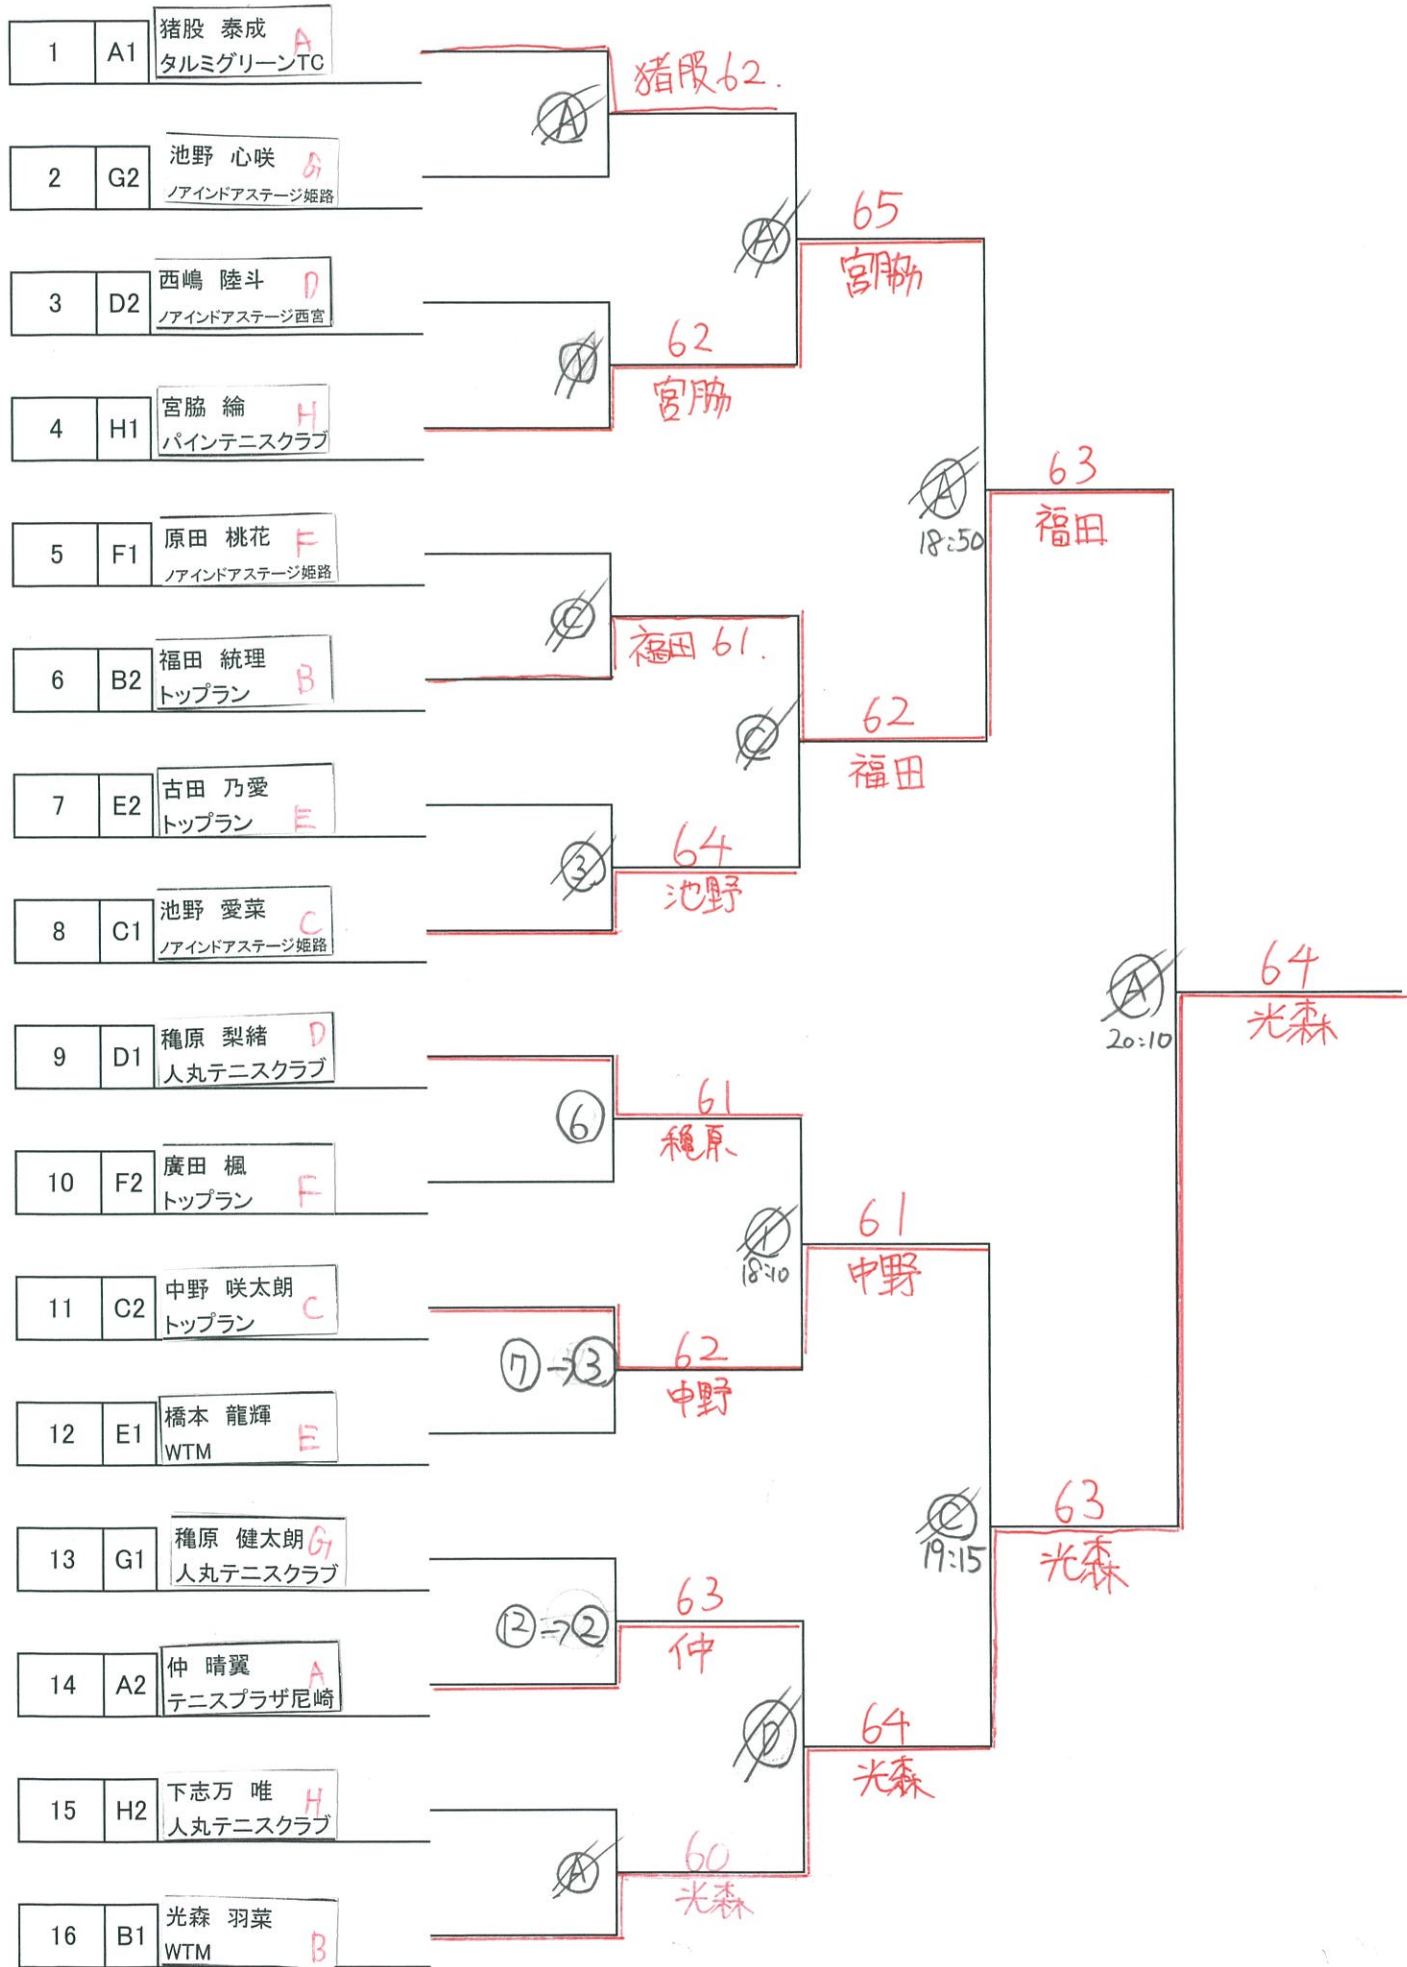 1 A1 猪股 泰成 A
タルミグリーンTC
猪股 62.
A
2 G2 池野 心咲 G
ノアインドアステージ姫路
A
65
宮脇
3 D2 西嶋 陸斗 D
ノアインドアステージ西宮
62
宮脇
4 H1 宮脇 綸 H
パインテニスクラブ
A
18:50
63
福田
5 F1 原田 桃花 F
ノアインドアステージ姫路
C
福田 61.
6 B2 福田 統理 B
トップラン
C
62
福田
7 E2 古田 乃愛 E
トップラン
③
64
池野
8 C1 池野 愛菜 C
ノアインドアステージ姫路
A
20:10
64
光森
9 D1 穐原 梨緒 D
人丸テニスクラブ
⑥
61
穐原
10 F2 廣田 楓 F
トップラン
①
18:10
61
中野
11 C2 中野 咲太朗 C
トップラン
⑦→③
62
中野
12 E1 橋本 龍輝 E
WTM
C
19:15
63
光森
13 G1 穐原 健太朗 G
人丸テニスクラブ
⑫⇒②
63
仲
14 A2 仲 晴翼 A
テニスプラザ尼崎
D
64
光森
15 H2 下志万 唯 H
人丸テニスクラブ
A
60
光森
16 B1 光森 羽菜 B
WTM